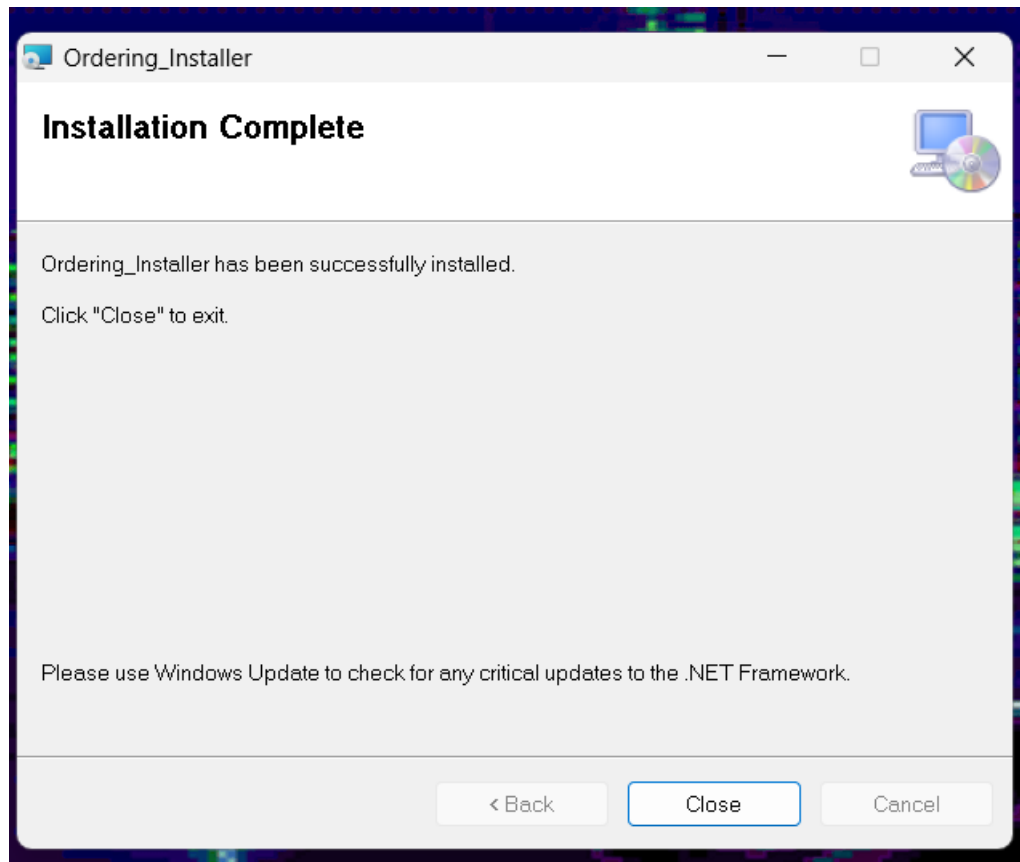 Ordering_Installer
Installation Complete
Ordering_Installer has been successfully installed.
Click "Close" to exit.
Please use Windows Update to check for any critical updates to the .NET Framework.
< Back
Close
Cancel